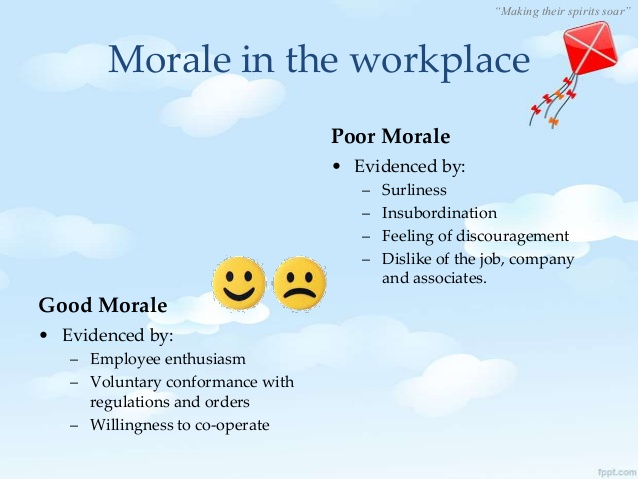 “Making their spirits soar”
Morale in the workplace
Poor Morale
• Evidenced by:
– Surliness
– Insubordination
– Feeling of discouragement
– Dislike of the job, company
and associates.
Good Morale
• Evidenced by:
– Employee enthusiasm
– Voluntary conformance with
regulations and orders
– Willingness to co-operate
fppt.com